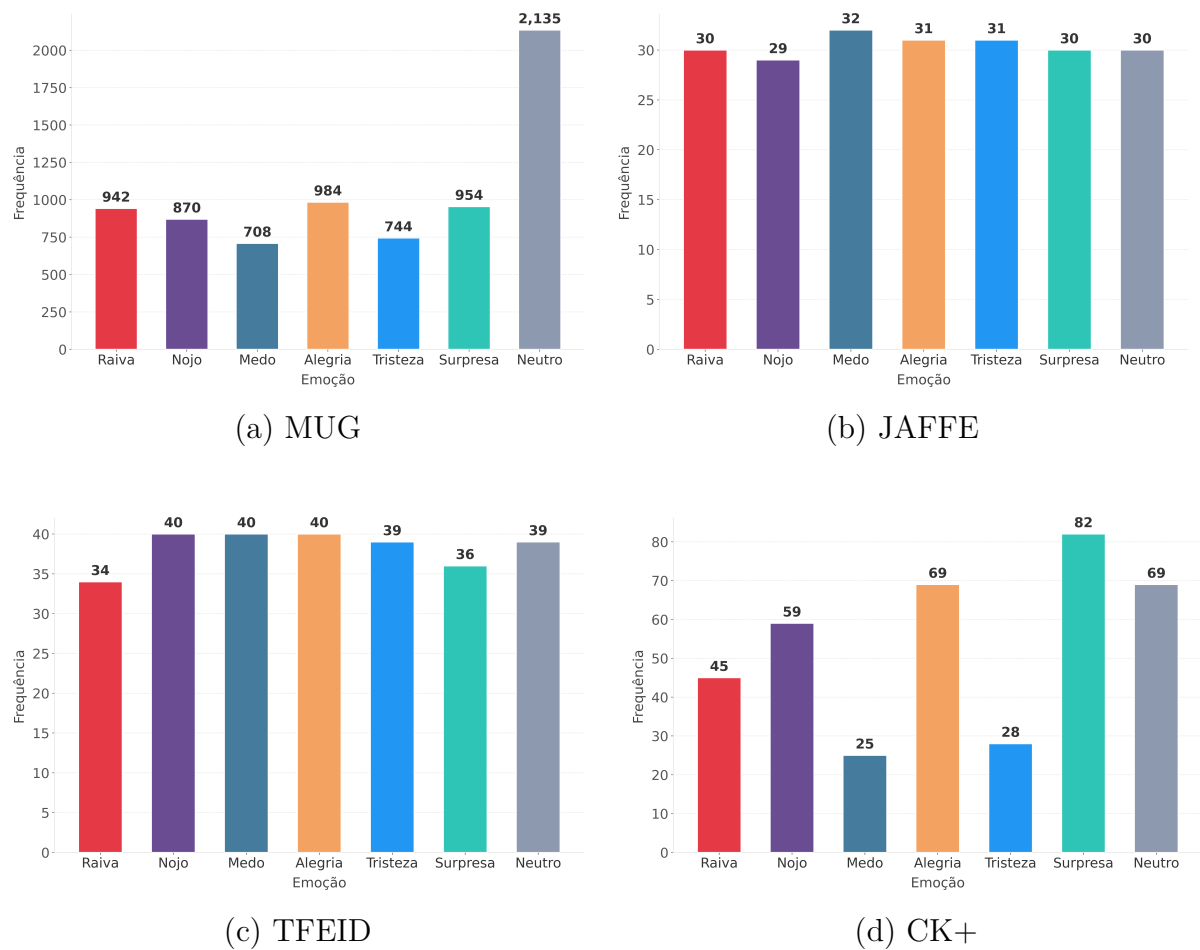 2,135
2000
1750
1500
1250
1000
750
500
250
0
Frequência
942
870
708
984
744
954
Raiva Nojo Medo Alegria Tristeza Surpresa Neutro
Emoção
(a) MUG
30
25
20
15
10
5
0
Frequência
30 29 32 31 31 30 30
Raiva Nojo Medo Alegria Tristeza Surpresa Neutro
Emoção
(b) JAFFE
40
35
30
25
20
15
10
5
0
Frequência
34 40 40 40 39 36 39
Raiva Nojo Medo Alegria Tristeza Surpresa Neutro
Emoção
(c) TFEID
80
70
60
50
40
30
20
10
0
Frequência
45 59 25 69 28 82 69
Raiva Nojo Medo Alegria Tristeza Surpresa Neutro
Emoção
(d) CK+